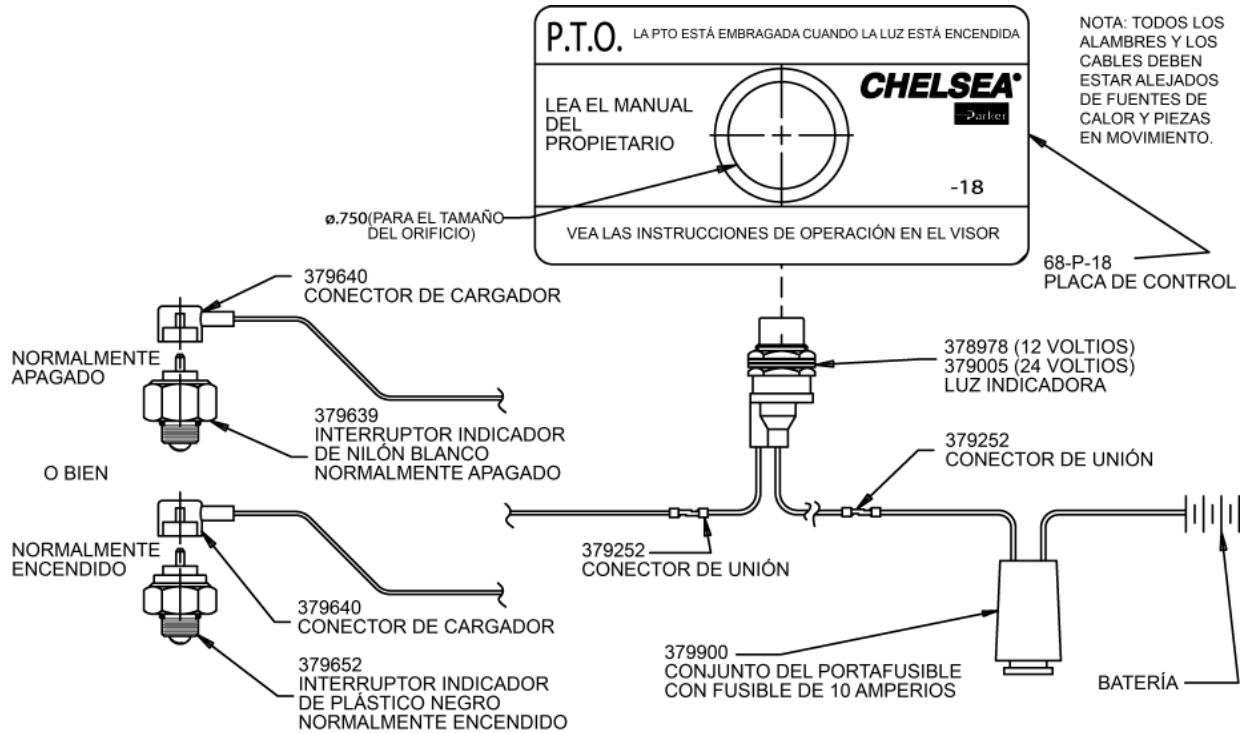 P.T.O. LA PTO ESTÁ EMBRAGADA CUANDO LA LUZ ESTÁ ENCENDIDA
LEA EL MANUAL
DEL
PROPIETARIO
CHELSEA
Parker
-18
VEA LAS INSTRUCCIONES DE OPERACIÓN EN EL VISOR
NOTA: TODOS LOS
ALAMBRES Y LOS
CABLES DEBEN
ESTAR ALEJADOS
DE FUENTES DE
CALOR Y PIEZAS
EN MOVIMIENTO.
ø.750(PARA EL TAMAÑO
DEL ORIFICIO)
68-P-18
PLACA DE CONTROL
379640
CONECTOR DE CARGADOR
NORMALMENTE
APAGADO
379639
INTERRUPTOR INDICADOR
DE NILÓN BLANCO
NORMALMENTE APAGADO
378978 (12 VOLTIOS)
379005 (24 VOLTIOS)
LUZ INDICADORA
379252
CONECTOR DE UNIÓN
O BIEN
NORMALMENTE
ENCENDIDO
379252
CONECTOR DE UNIÓN
379640
CONECTOR DE CARGADOR
379652
INTERRUPTOR INDICADOR
DE PLÁSTICO NEGRO
NORMALMENTE ENCENDIDO
379900
CONJUNTO DEL PORTAFUSIBLE
CON FUSIBLE DE 10 AMPERIOS
BATERÍA